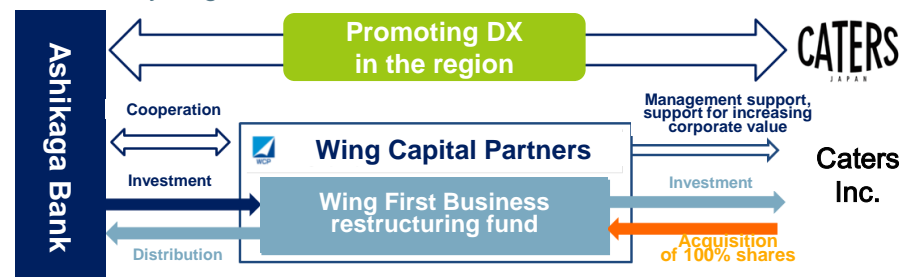 Promoting DX
in the region
CATERS
JAPAN
Ashikaga Bank
Cooperation
Management support,
support for increasing
corporate value
WCP
Wing Capital Partners
Caters
Inc.
Investment
Wing First Business
restructuring fund
Investment
Distribution
Acquisition
of 100% shares